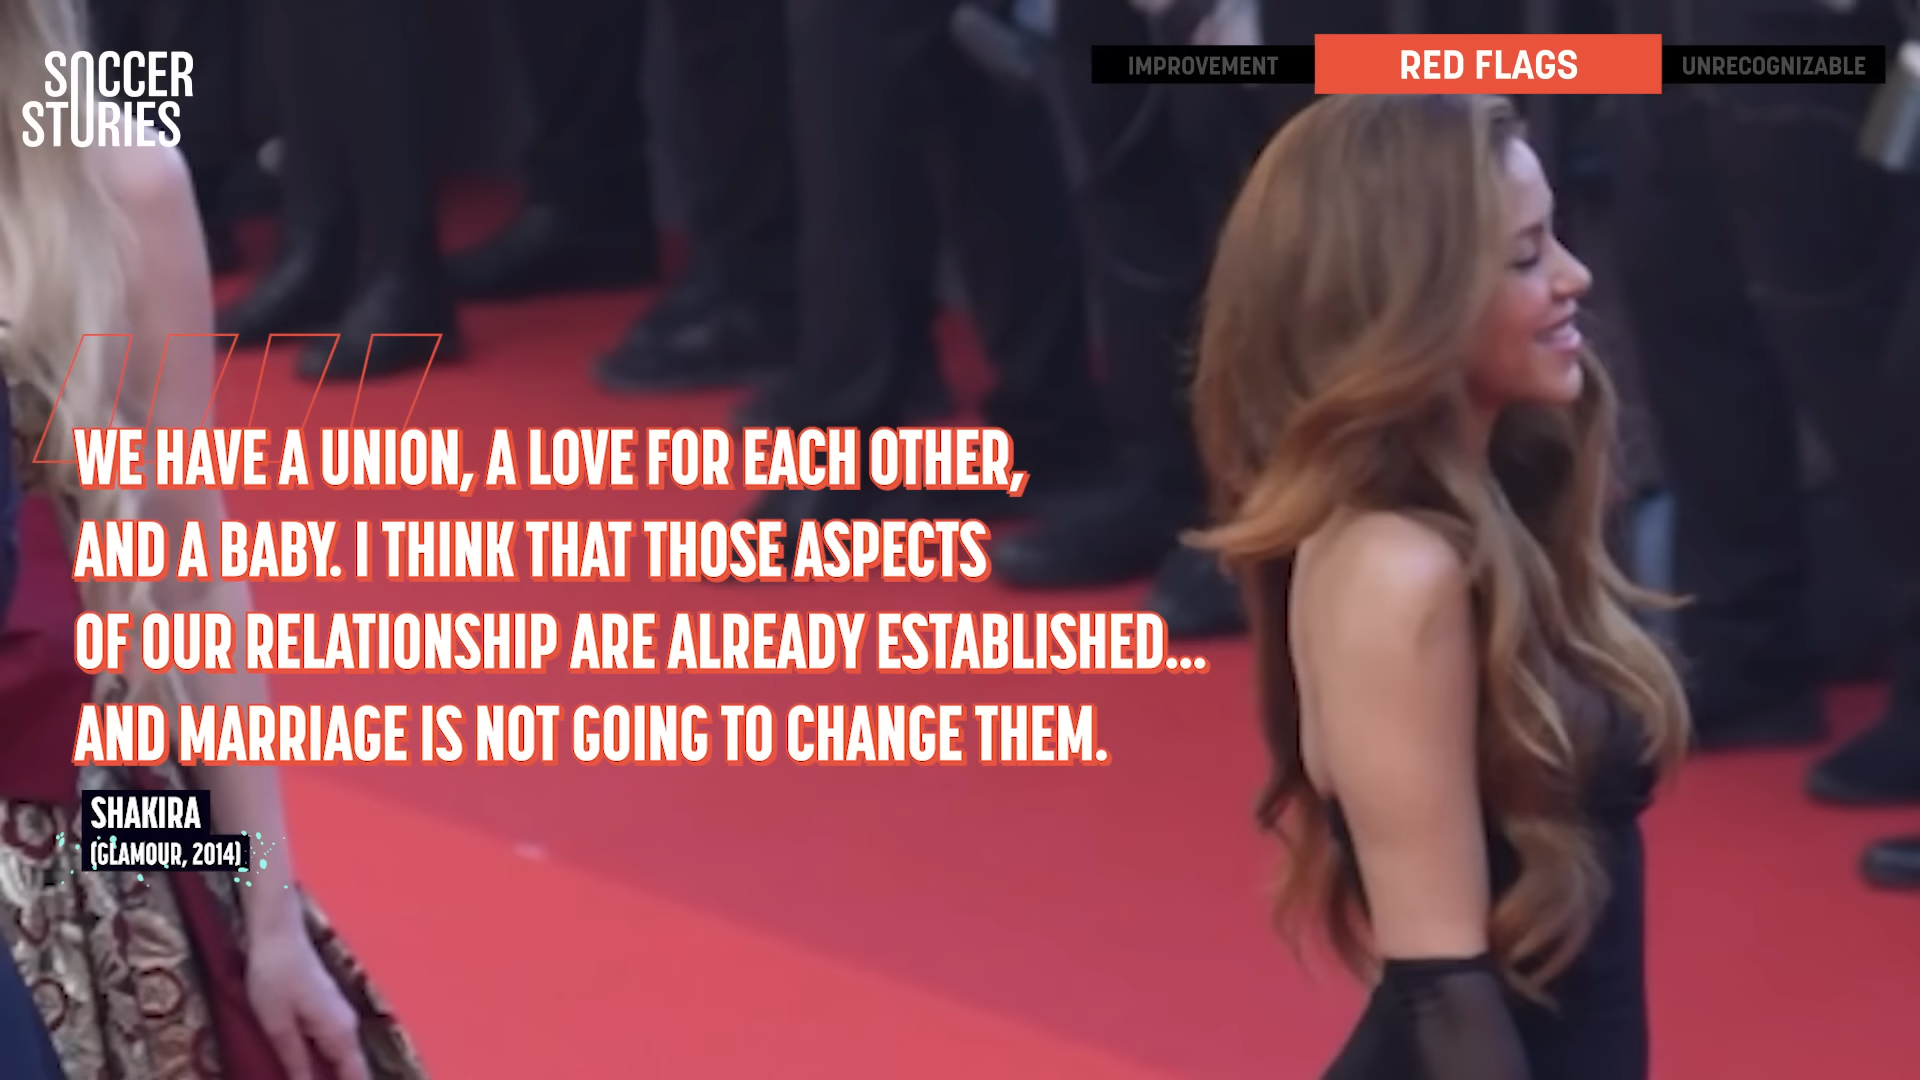 SOCCER
STORIES
IMPROVEMENT
RED FLAGS
UNRECOGNIZABLE
WE HAVE A UNION, A LOVE FOR EACH OTHER,
AND A BABY. I THINK THAT THOSE ASPECTS
OF OUR RELATIONSHIP ARE ALREADY ESTABLISHED...
AND MARRIAGE IS NOT GOING TO CHANGE THEM.
SHAKIRA
(GLAMOUR, 2014)